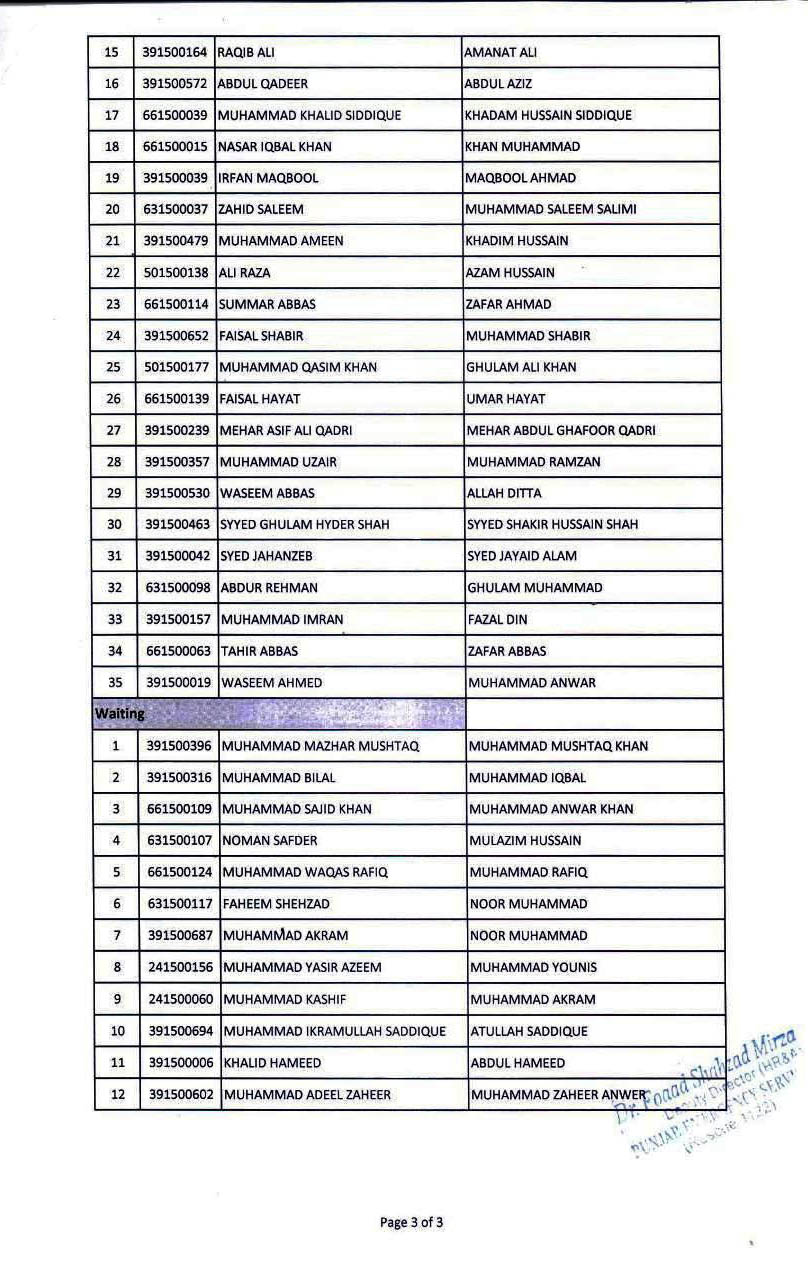 15 391500164 RAQIB ALI AMANAT ALI
16 391500572 ABDUL QADEER ABDUL AZIZ
17 661500039 MUHAMMAD KHALID SIDDIQUE KHADAM HUSSAIN SIDDIQUE
18 661500015 NASAR IQBAL KHAN KHAN MUHAMMAD
19 391500039 IRFAN MAQBOOL MAQBOOL AHMAD
20 631500037 ZAHID SALEEM MUHAMMAD SALEEM SALIMI
21 391500479 MUHAMMAD AMEEN KHADIM HUSSAIN
22 501500138 ALI RAZA AZAM HUSSAIN
23 661500114 SUMMAR ABBAS ZAFAR AHMAD
24 391500652 FAISAL SHABIR MUHAMMAD SHABIR
25 501500177 MUHAMMAD QASIM KHAN GHULAM ALI KHAN
26 661500139 FAISAL HAYAT UMAR HAYAT
27 391500239 MEHAR ASIF ALI QADRI MEHAR ABDUL GHAFOOR QADRI
28 391500357 MUHAMMAD UZAIR MUHAMMAD RAMZAN
29 391500530 WASEEM ABBAS ALLAH DITTA
30 391500463 SYYED GHULAM HYDER SHAH SYYED SHAKIR HUSSAIN SHAH
31 391500042 SYED JAHANZEB SYED JAYAID ALAM
32 631500098 ABDUR REHMAN GHULAM MUHAMMAD
33 391500157 MUHAMMAD IMRAN FAZAL DIN
34 661500063 TAHIR ABBAS ZAFAR ABBAS
35 391500019 WASEEM AHMED MUHAMMAD ANWAR
Waiting
1 391500396 MUHAMMAD MAZHAR MUSHTAQ MUHAMMAD MUSHTAQ KHAN
2 391500316 MUHAMMAD BILAL MUHAMMAD IQBAL
3 661500109 MUHAMMAD SAJID KHAN MUHAMMAD ANWAR KHAN
4 631500107 NOMAN SAFDER MULAZIM HUSSAIN
5 661500124 MUHAMMAD WAQAS RAFIQ MUHAMMAD RAFIQ
6 631500117 FAHEEM SHEHZAD NOOR MUHAMMAD
7 391500687 MUHAMMAD AKRAM NOOR MUHAMMAD
8 241500156 MUHAMMAD YASIR AZEEM MUHAMMAD YOUNIS
9 241500060 MUHAMMAD KASHIF MUHAMMAD AKRAM
10 391500694 MUHAMMAD IKRAMULLAH SADDIQUE ATULLAH SADDIQUE
11 391500006 KHALID HAMEED ABDUL HAMEED
12 391500602 MUHAMMAD ADEEL ZAHEER MUHAMMAD ZAHEER ANWER
Dr. Foaad Shahzad Mirza
Deputy Director (HR&A)
PUNJAB EMERGENCY SERV
(Rescue 1122)
Page 3 of 3